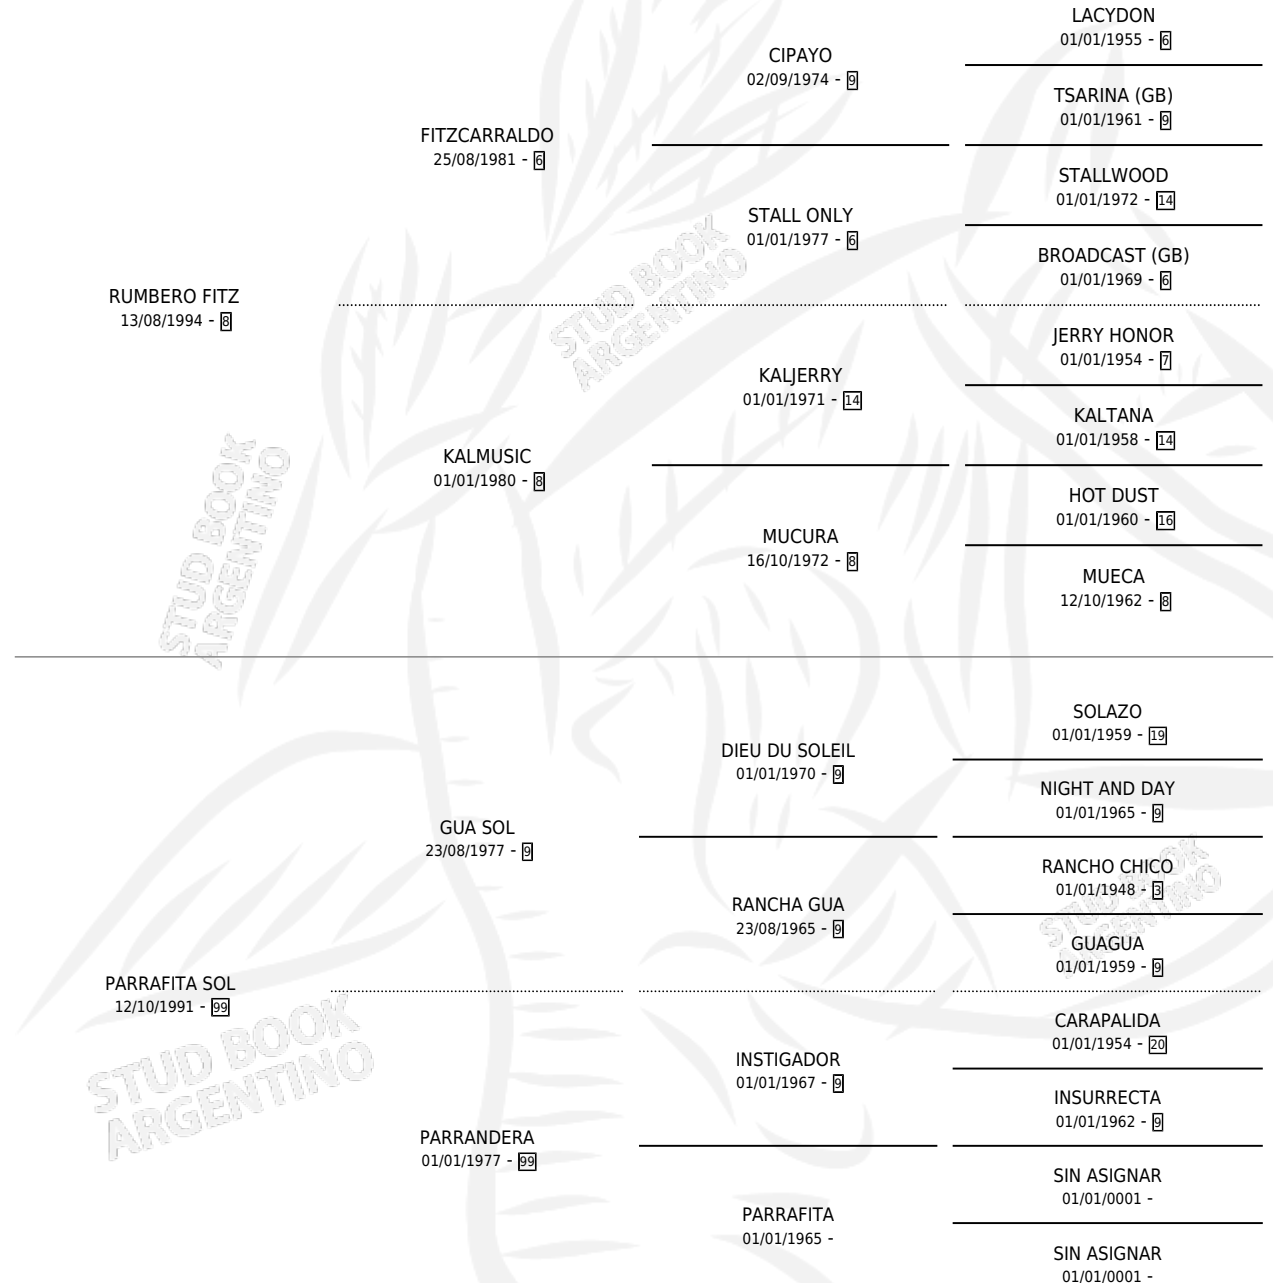 LACYDON
01/01/1955 - 6
CIPAYO
02/09/1974 - 9
TSARINA (GB)
01/01/1961 - 9
FITZCARRALDO
25/08/1981 - 6
STALLWOOD
01/01/1972 - 14
STALL ONLY
01/01/1977 - 6
BROADCAST (GB)
01/01/1969 - 6
RUMBERO FITZ
13/08/1994 - 8
JERRY HONOR
01/01/1954 - 7
KALJERRY
01/01/1971 - 14
KALTANA
01/01/1958 - 14
KALMUSIC
01/01/1980 - 8
HOT DUST
01/01/1960 - 16
MUCURA
16/10/1972 - 8
MUECA
12/10/1962 - 8
STUD BOOK
ARGENTINO
STUD BOOK
ARGENTINO
SOLAZO
01/01/1959 - 19
DIEU DU SOLEIL
01/01/1970 - 9
NIGHT AND DAY
01/01/1965 - 9
GUA SOL
23/08/1977 - 9
RANCHO CHICO
01/01/1948 - 3
RANCHA GUA
23/08/1965 - 9
GUAGUA
01/01/1959 - 9
STUD BOOK
ARGENTINO
PARRAFITA SOL
12/10/1991 - 99
CARAPALIDA
01/01/1954 - 20
INSTIGADOR
01/01/1967 - 9
INSURRECTA
01/01/1962 - 9
STUD BOOK
ARGENTINO
PARRANDERA
01/01/1977 - 99
SIN ASIGNAR
01/01/0001 -
PARRAFITA
01/01/1965 -
SIN ASIGNAR
01/01/0001 -